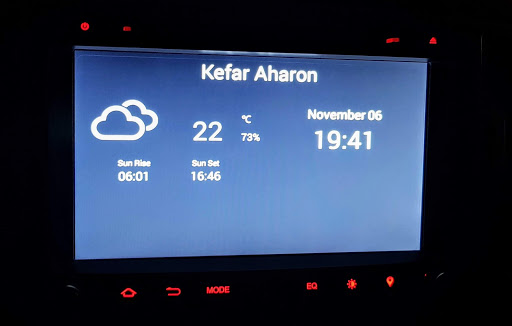 Kefar Aharon
22 °C 73%
November 06
19:41
Sun Rise
06:01
Sun Set
16:46
MODE
EQ